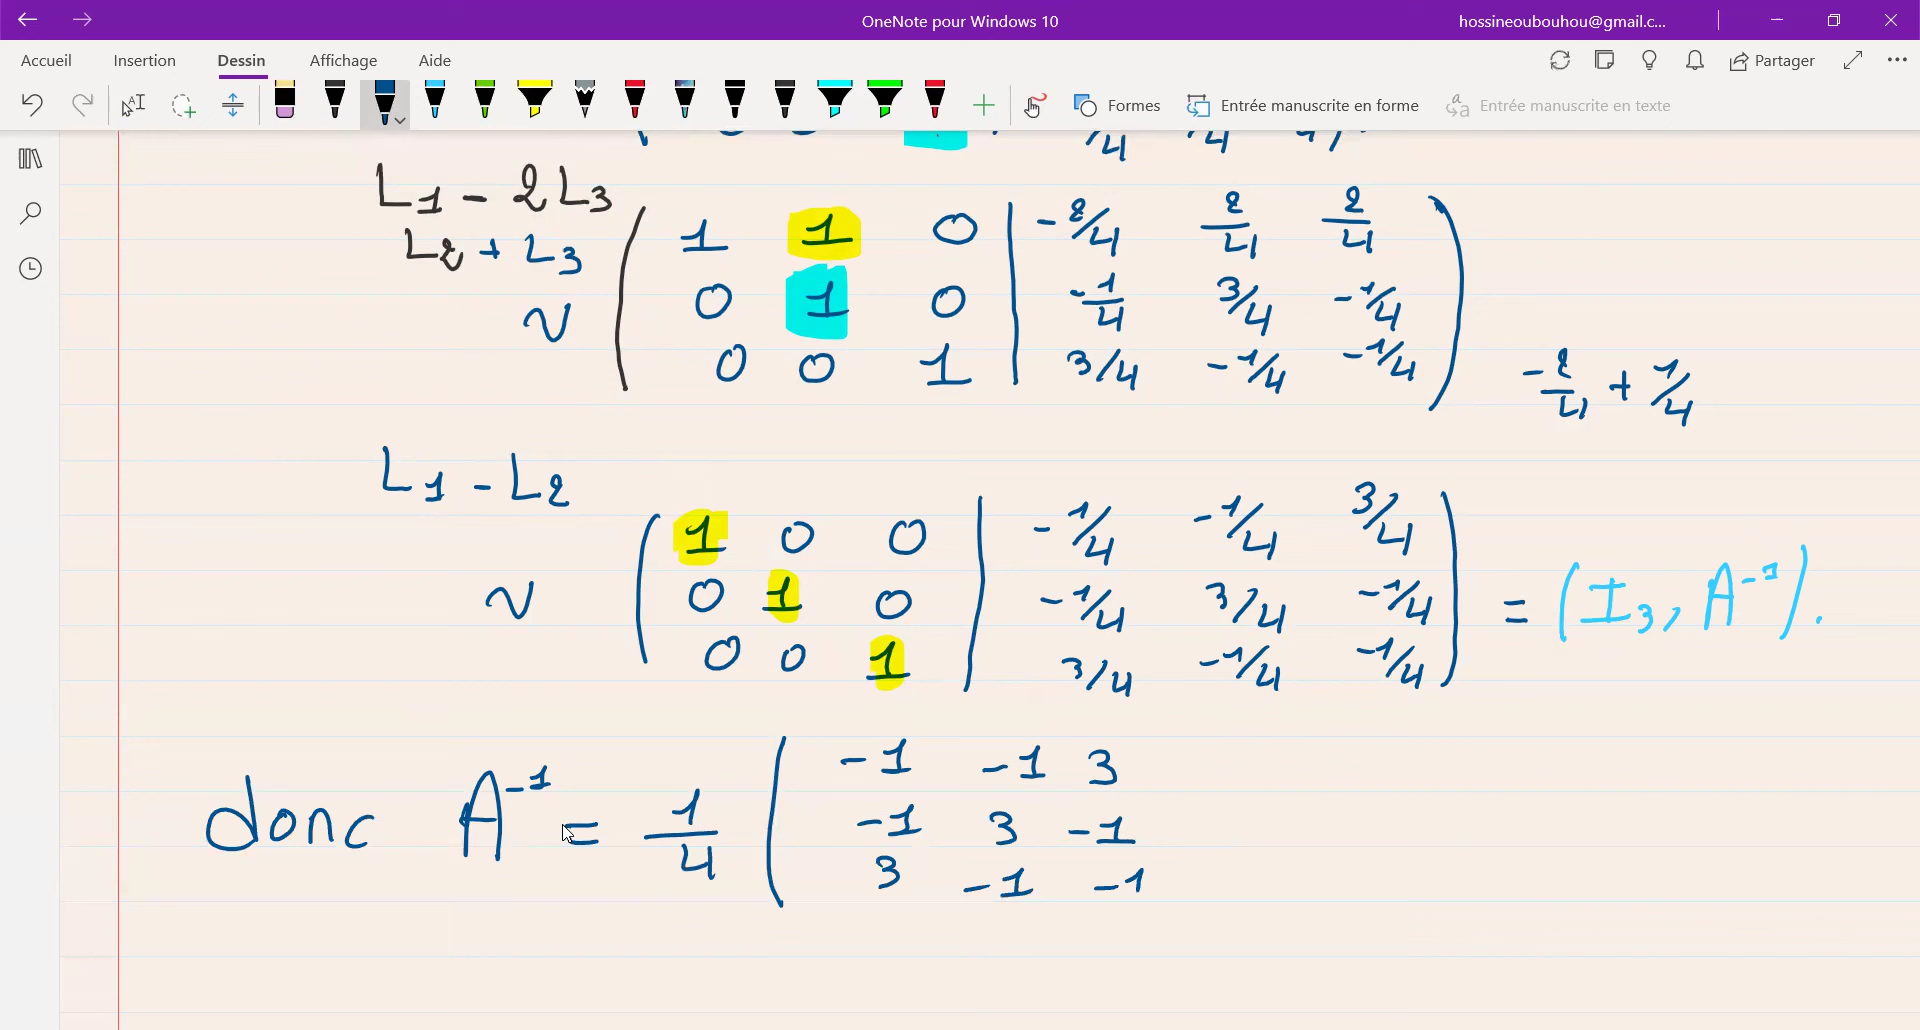 OneNote pour Windows 10 hossineoubouhou@gmail.c...
Accueil Insertion Dessin Affichage Aide Partager
Formes Entrée manuscrite en forme Entrée manuscrite en texte
L1 - 2L3
L2 + L3
1 1 0 | -2/4 2/4 2/4
~ 0 1 0 | -1/4 3/4 -1/4
0 0 1 | 3/4 -1/4 -1/4
-2/4 + 1/4
L1 - L2
1 0 0 | -1/4 -1/4 3/4
~ 0 1 0 | -1/4 3/4 -1/4 = (I3, A^-1).
0 0 1 | 3/4 -1/4 -1/4
-1 -1 3
donc A^-1 = 1/4 ( -1 3 -1
3 -1 -1